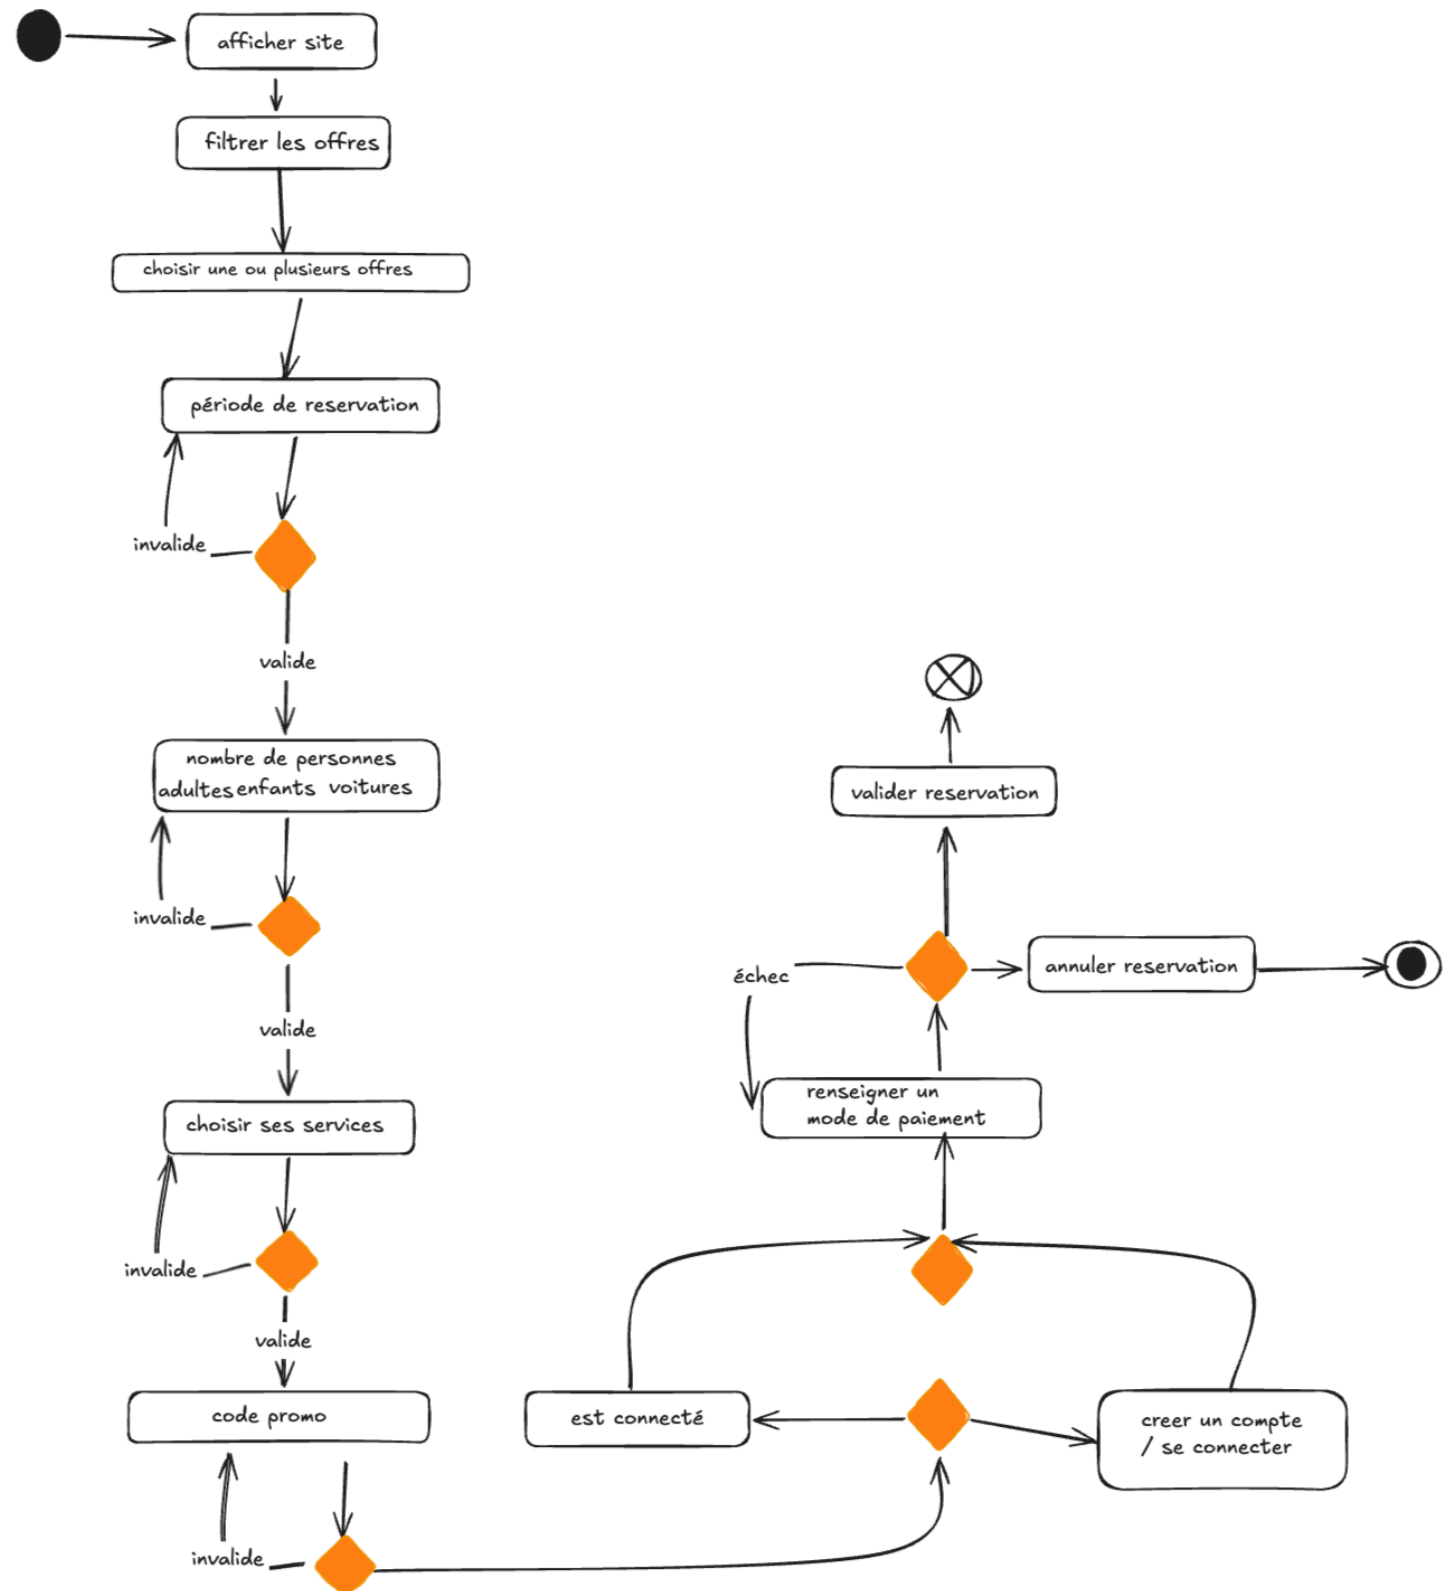 afficher site
filtrer les offres
choisir une ou plusieurs offres
période de reservation
invalide
valide
nombre de personnes
adultes enfants voitures
invalide
valide
choisir ses services
invalide
valide
code promo
invalide
valider reservation
échec
annuler reservation
renseigner un
mode de paiement
est connecté
creer un compte
/ se connecter